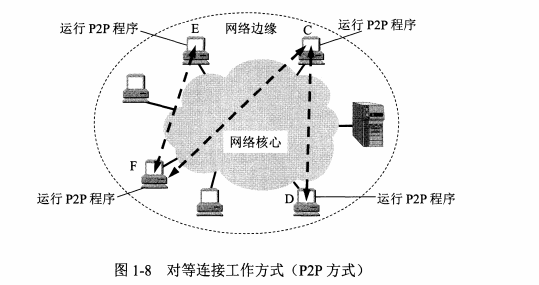 E
网络边缘
C
运行 P2P 程序
运行 P2P 程序
网络核心
F
运行 P2P 程序
D
运行 P2P 程序
图 1-8 对等连接工作方式（P2P 方式）